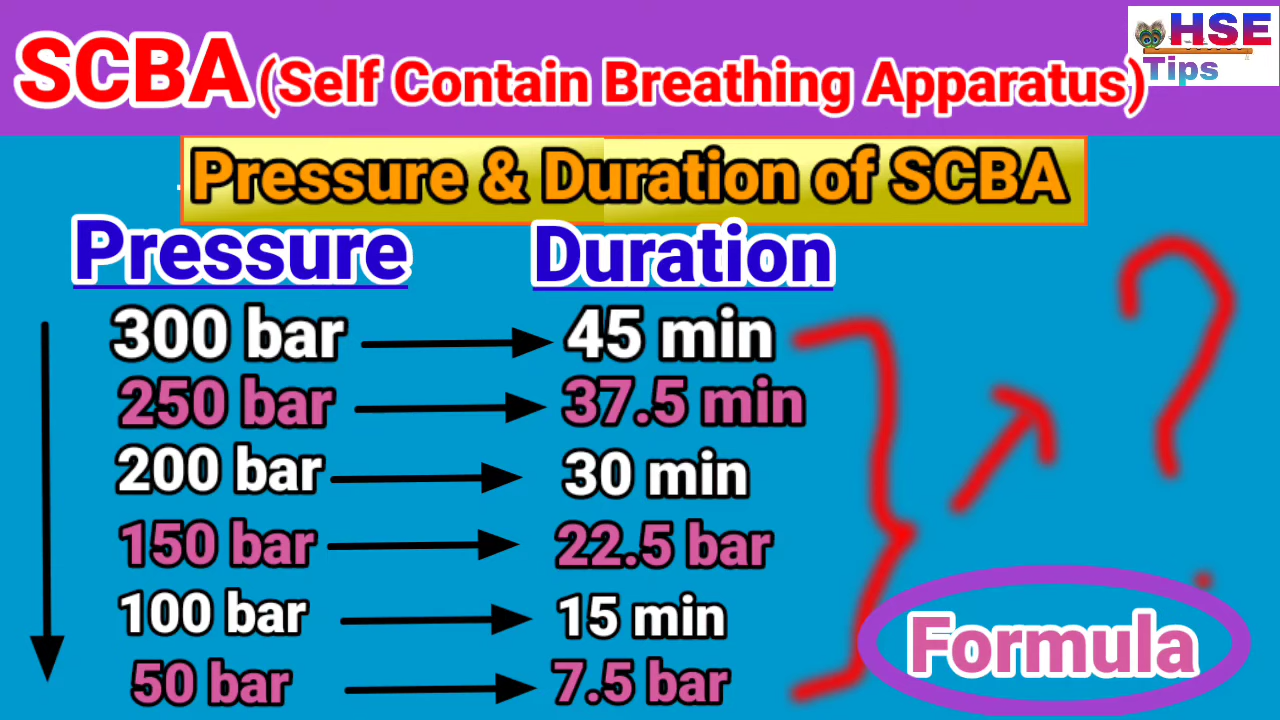 SCBA (Self Contain Breathing Apparatus)
HSE
Tips
Pressure & Duration of SCBA
Pressure Duration
300 bar 45 min
250 bar 37.5 min
200 bar 30 min
150 bar 22.5 bar
100 bar 15 min
50 bar 7.5 bar
?
Formula